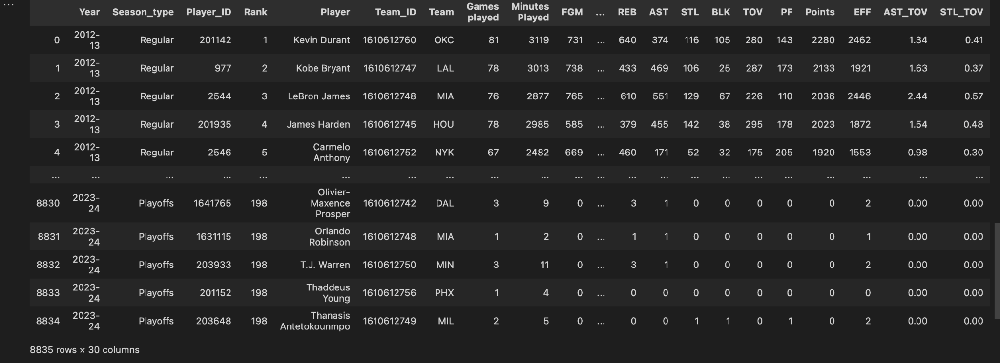 ...
Year Season_type Player_ID Rank Player Team_ID Team Games played Minutes Played FGM ... REB AST STL BLK TOV PF Points EFF AST_TOV STL_TOV
0 2012-13 Regular 201142 1 Kevin Durant 1610612760 OKC 81 3119 731 ... 640 374 116 105 280 143 2280 2462 1.34 0.41
1 2012-13 Regular 977 2 Kobe Bryant 1610612747 LAL 78 3013 738 ... 433 469 106 25 287 173 2133 1921 1.63 0.37
2 2012-13 Regular 2544 3 LeBron James 1610612748 MIA 76 2877 765 ... 610 551 129 67 226 110 2036 2446 2.44 0.57
3 2012-13 Regular 201935 4 James Harden 1610612745 HOU 78 2985 585 ... 379 455 142 38 295 178 2023 1872 1.54 0.48
4 2012-13 Regular 2546 5 Carmelo Anthony 1610612752 NYK 67 2482 669 ... 460 171 52 32 175 205 1920 1553 0.98 0.30
... ... ... ... ... ... ... ... ... ... ... ... ... ... ... ... ... ... ... ... ... ...
8830 2023-24 Playoffs 1641765 198 Olivier-Maxence Prosper 1610612742 DAL 3 9 0 ... 3 1 0 0 0 0 0 2 0.00 0.00
8831 2023-24 Playoffs 1631115 198 Orlando Robinson 1610612748 MIA 1 2 0 ... 1 1 0 0 0 0 0 1 0.00 0.00
8832 2023-24 Playoffs 203933 198 T.J. Warren 1610612750 MIN 3 11 0 ... 3 1 0 0 0 0 0 2 0.00 0.00
8833 2023-24 Playoffs 201152 198 Thaddeus Young 1610612756 PHX 1 4 0 ... 0 0 0 0 0 0 0 0 0.00 0.00
8834 2023-24 Playoffs 203648 198 Thanasis Antetokounmpo 1610612749 MIL 2 5 0 ... 0 0 1 1 0 1 0 2 0.00 0.00
8835 rows × 30 columns